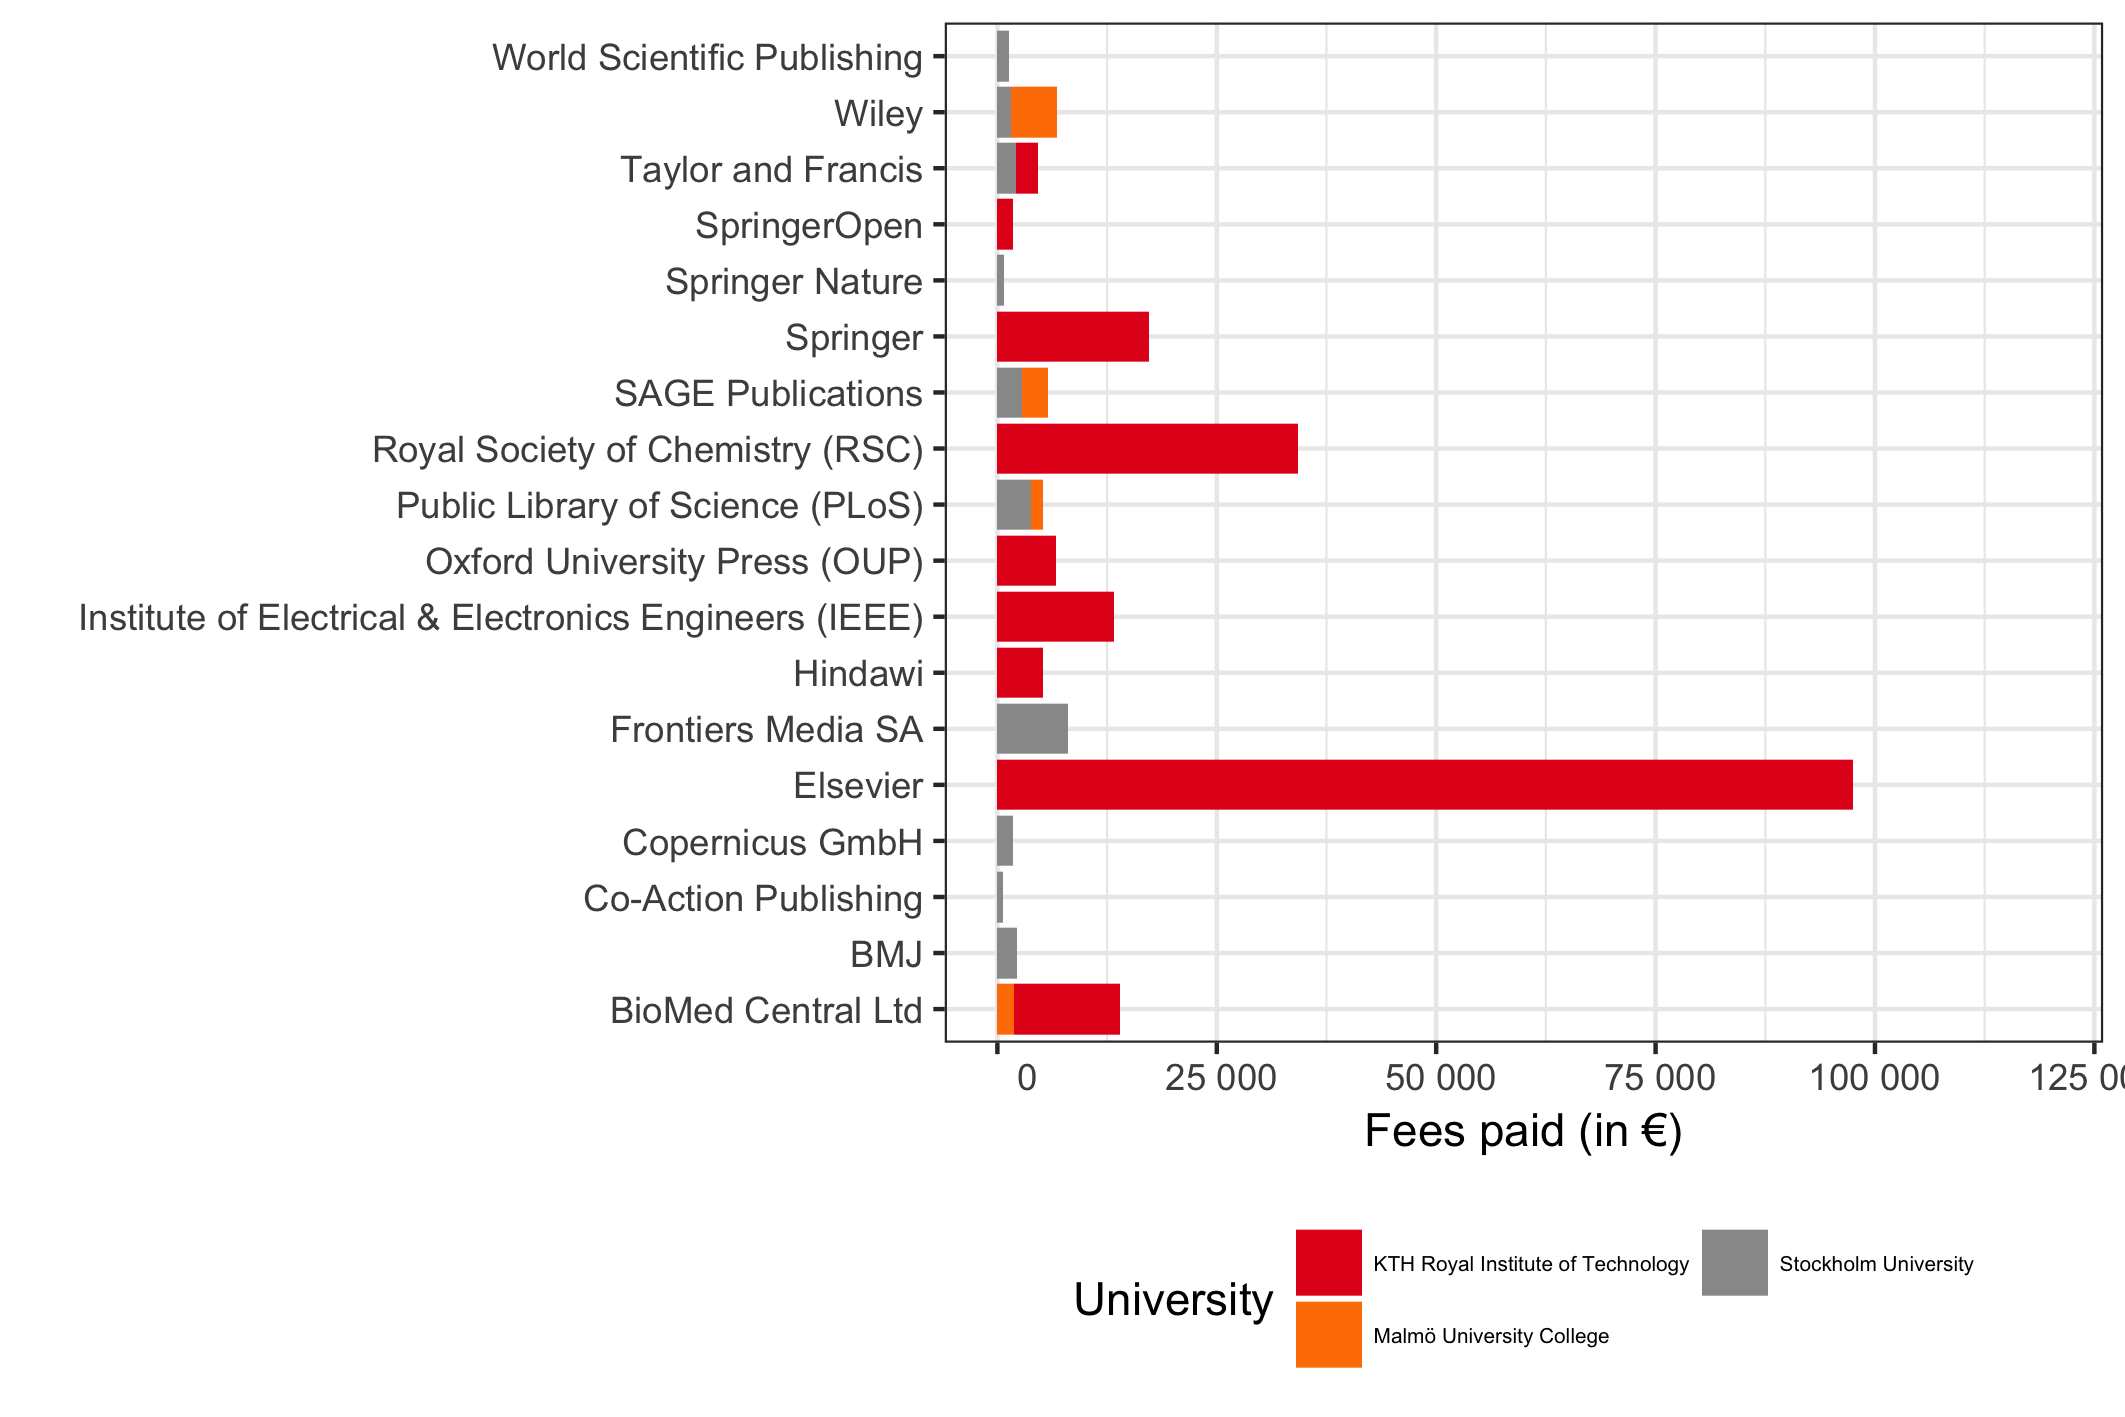 World Scientific Publishing
Wiley
Taylor and Francis
SpringerOpen
Springer Nature
Springer
SAGE Publications
Royal Society of Chemistry (RSC)
Public Library of Science (PLoS)
Oxford University Press (OUP)
Institute of Electrical & Electronics Engineers (IEEE)
Hindawi
Frontiers Media SA
Elsevier
Copernicus GmbH
Co-Action Publishing
BMJ
BioMed Central Ltd
0 25 000 50 000 75 000 100 000
Fees paid (in €)
University
KTH Royal Institute of Technology
Stockholm University
Malmö University College